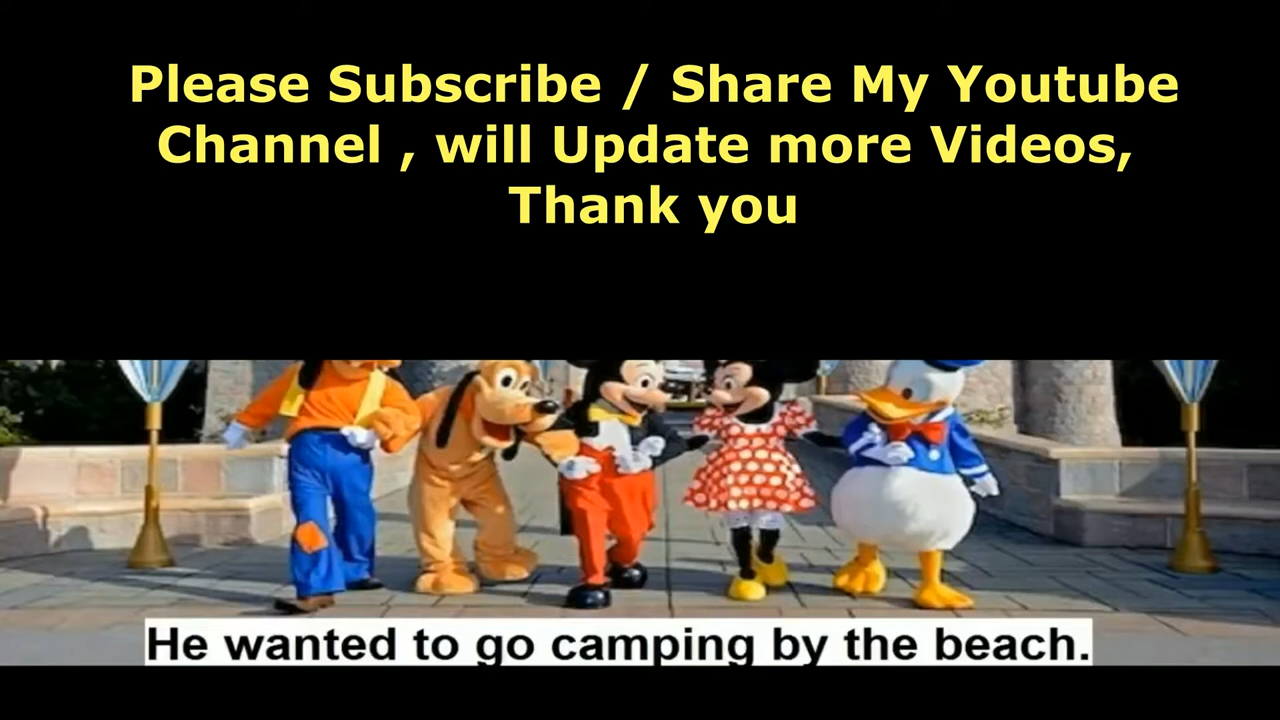 Please Subscribe / Share My Youtube
Channel , will Update more Videos,
Thank you
He wanted to go camping by the beach.